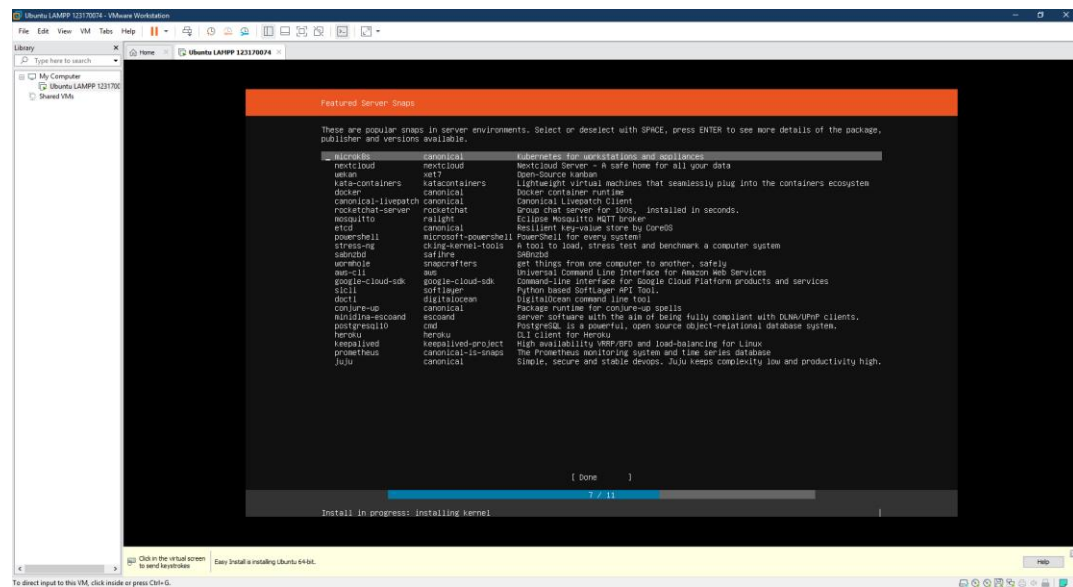 Ubuntu LAMPP 123170074 - VMware Workstation
File Edit View VM Tabs Help
Library
Home
Ubuntu LAMPP 123170074
Type here to search
My Computer
Ubuntu LAMPP 123170
Shared VMs
Featured Server Snaps
These are popular snaps in server environments. Select or deselect with SPACE, press ENTER to see more details of the package,
publisher and versions available.
microk8s canonical Kubernetes for workstations and appliances
nextcloud nextcloud Nextcloud Server - A safe home for all your data
wekan xet7 Open-Source kanban
kata-containers katacontainers Lightweight virtual machines that seamlessly plug into the containers ecosystem
docker canonical Docker container runtime
canonical-livepatch canonical Canonical Livepatch Client
rocketchat-server rocketchat Group chat server for 100s, installed in seconds.
mosquitto ralight Eclipse Mosquitto MQTT broker
etcd canonical Resilient key-value store by CoreOS
powershell microsoft-powershell PowerShell for every system!
stress-ng cking-kernel-tools A tool to load, stress test and benchmark a computer system
sabnzbd safihre SABnzbd
wormhole snapcrafters get things from one computer to another, safely
aws-cli aws Universal Command Line Interface for Amazon Web Services
google-cloud-sdk google-cloud-sdk Command-line interface for Google Cloud Platform products and services
slcli softlayer Python based SoftLayer API Tool.
doctl digitalocean DigitalOcean command line tool
conjure-up canonical Package runtime for conjure-up spells
minidlna-escoand escoand server software with the aim of being fully compliant with DLNA/UPnP clients.
postgresql10 cmd PostgreSQL is a powerful, open source object-relational database system.
heroku heroku CLI client for Heroku
keepalived keepalived-project High availability VRRP/BFD and load-balancing for Linux
prometheus canonical-is-snaps The Prometheus monitoring system and time series database
juju canonical Simple, secure and stable devops. Juju keeps complexity low and productivity high.
[ Done ]
7 / 11
Install in progress: installing kernel
Click in the virtual screen
to send keystrokes
Easy Install is installing Ubuntu 64-bit.
Help
To direct input to this VM, click inside or press Ctrl+G.